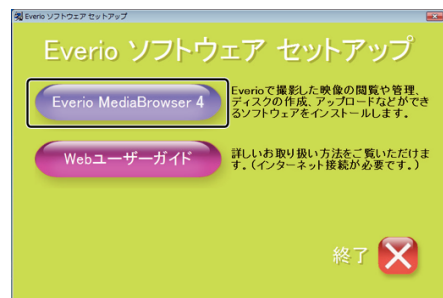 Everio ソフトウェア セットアップ
Everio ソフトウェア セットアップ
Everio MediaBrowser 4
Everioで撮影した映像の閲覧や管理、
ディスクの作成、アップロードなどができ
るソフトウェアをインストールします。
Webユーザーガイド
詳しいお取り扱い方法をご覧いただけま
す。(インターネット接続が必要です。)
終了